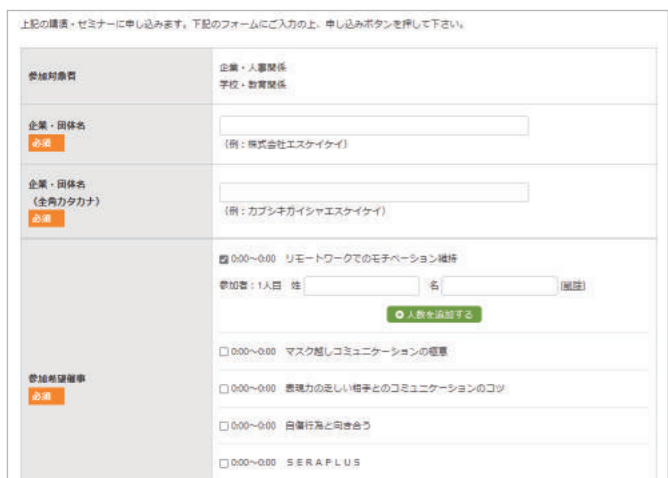 上記の講演・セミナーに申し込みます。下記のフォームにご入力の上、申し込みボタンを押して下さい。
参加対象者
企業・人事関係
学校・教育関係
企業・団体名
必須
（例：株式会社エスケイケイ）
企業・団体名
（全角カタカナ）
必須
（例：カブシキガイシャエスケイケイ）
参加希望催事
必須
0:00～0:00 リモートワークでのモチベーション維持
参加者：1人目 姓 名 [削除]
人数を追加する
0:00～0:00 マスク越しコミュニケーションの極意
0:00～0:00 表現力の乏しい相手とのコミュニケーションのコツ
0:00～0:00 自傷行為と向き合う
0:00～0:00 ＳＥＲＡＰＬＵＳ